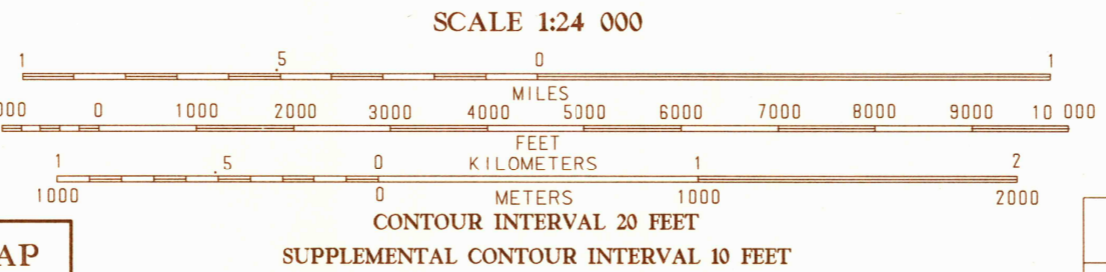 SCALE 1:24 000
1 .5 0 1
MILES
000 0 1000 2000 3000 4000 5000 6000 7000 8000 9000 10 000
FEET
1 .5 0 KILOMETERS 1 2
1000 0 METERS 1000 2000
CONTOUR INTERVAL 20 FEET
SUPPLEMENTAL CONTOUR INTERVAL 10 FEET
AP